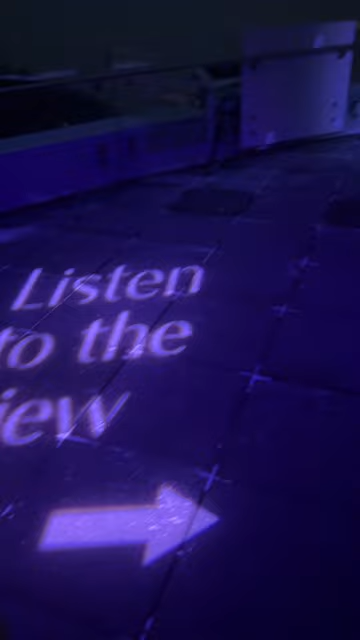 Listen
to the
iew